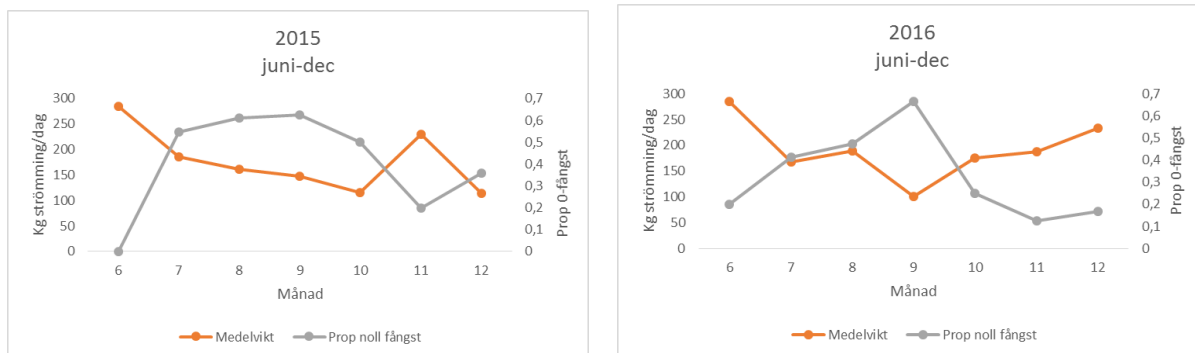 2015
juni-dec
300
250
200
150
100
50
0
Kg strömming/dag
0,7
0,6
0,5
0,4
0,3
0,2
0,1
0
Prop 0-fångst
6 7 8 9 10 11 12
Månad
Medelvikt Prop noll fångst
2016
juni-dec
300
250
200
150
100
50
0
Kg strömming/dag
0,7
0,6
0,5
0,4
0,3
0,2
0,1
0
Prop 0-fångst
6 7 8 9 10 11 12
Månad
Medelvikt Prop noll fångst